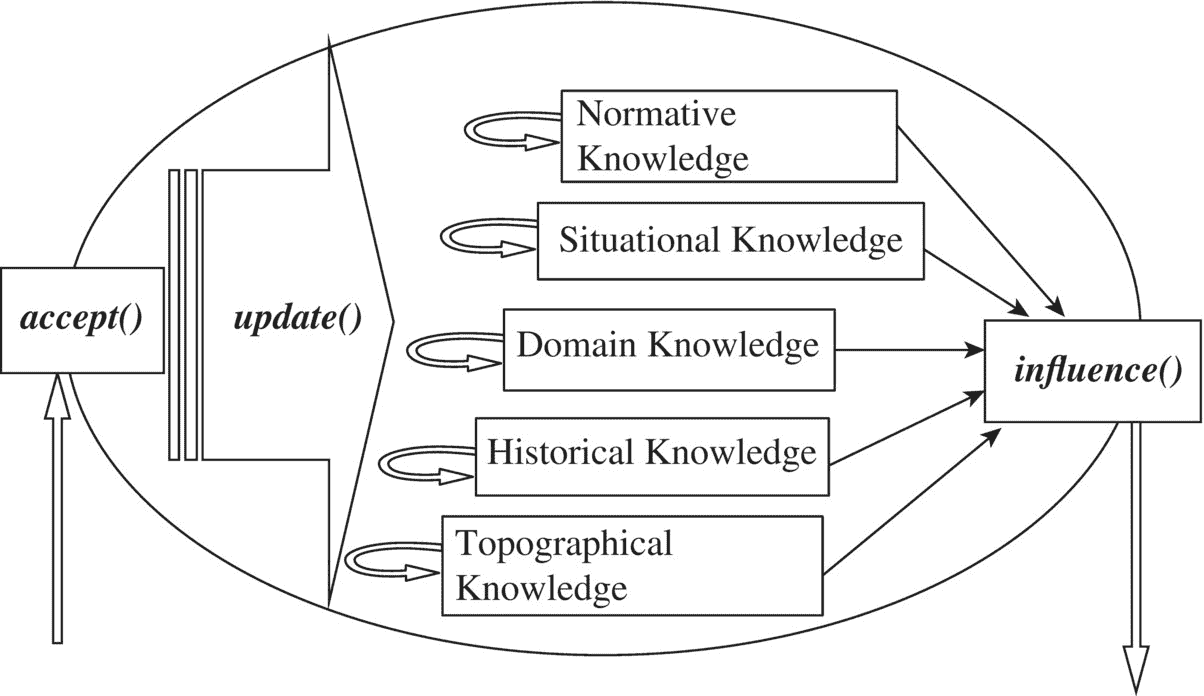 Normative
Knowledge
Situational Knowledge
accept()
update()
Domain Knowledge
influence()
Historical Knowledge
Topographical
Knowledge